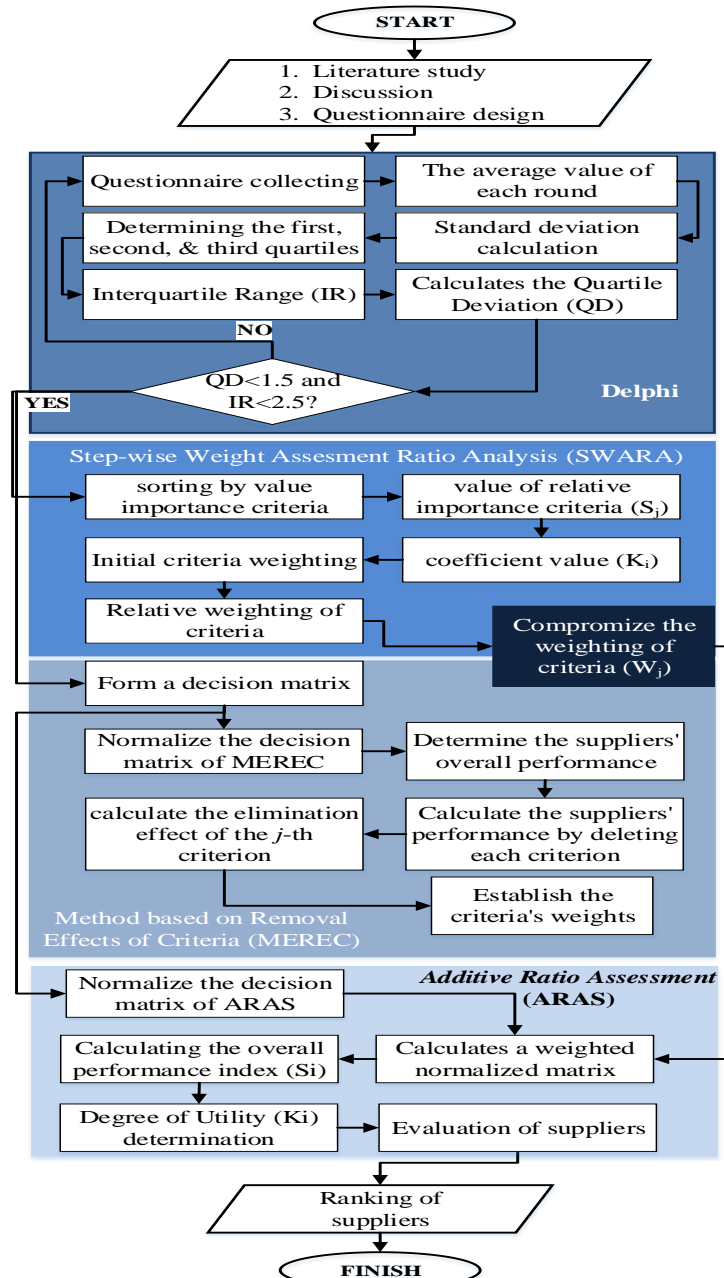 START
1. Literature study
2. Discussion
3. Questionnaire design
Questionnaire collecting
The average value of
each round
Determining the first,
second, & third quartiles
Standard deviation
calculation
Interquartile Range (IR)
Calculates the Quartile
Deviation (QD)
NO
QD<1.5 and
IR<2.5?
YES
Delphi
Step-wise Weight Assesment Ratio Analysis (SWARA)
sorting by value
importance criteria
value of relative
importance criteria (Sj)
Initial criteria weighting
coefficient value (Ki)
Relative weighting of
criteria
Compromize the
weighting of
criteria (Wj)
Form a decision matrix
Normalize the decision
matrix of MEREC
Determine the suppliers'
overall performance
calculate the elimination
effect of the j-th
criterion
Calculate the suppliers'
performance by deleting
each criterion
Establish the
criteria's weights
Method based on Removal
Effects of Criteria (MEREC)
Normalize the decision
matrix of ARAS
Additive Ratio Assessment
(ARAS)
Calculating the overall
performance index (Si)
Calculates a weighted
normalized matrix
Degree of Utility (Ki)
determination
Evaluation of suppliers
Ranking of
suppliers
FINISH